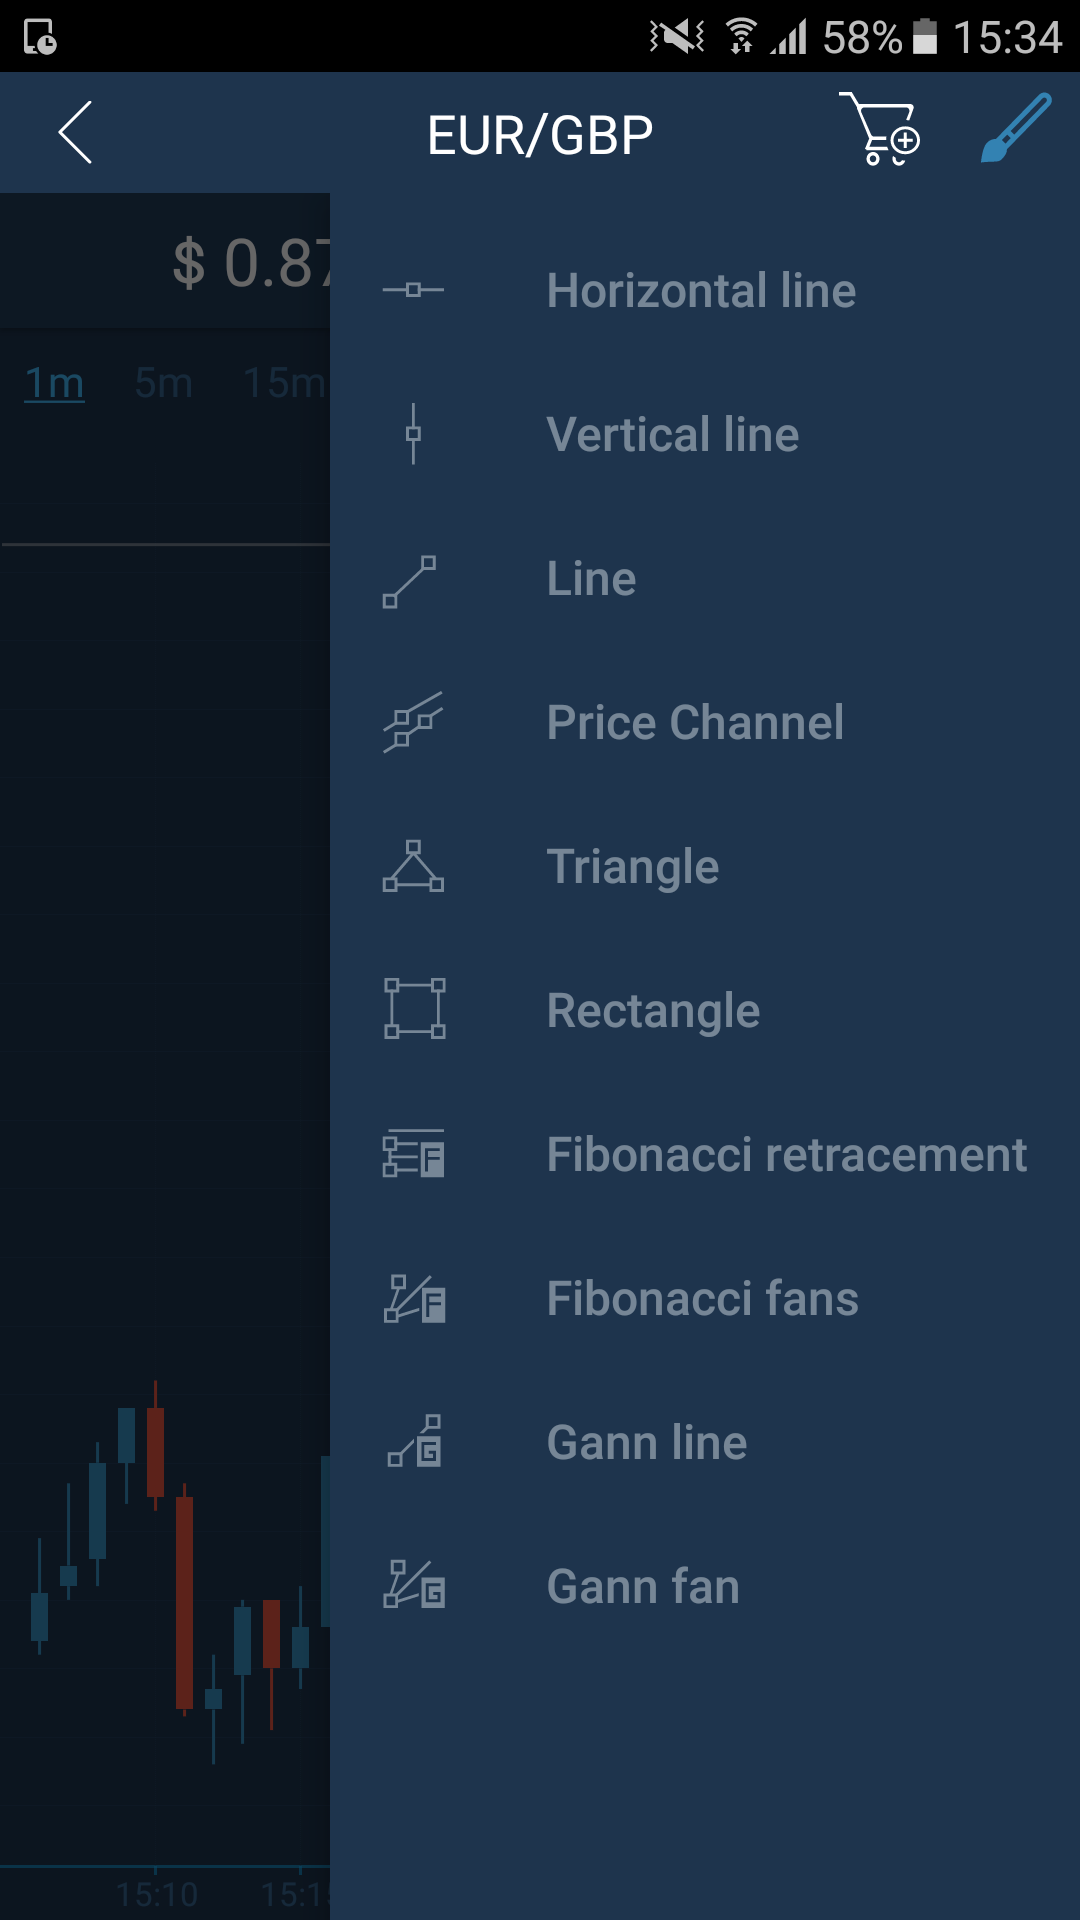 58% 15:34
EUR/GBP
$ 0.87
1m 5m 15m
Horizontal line
Vertical line
Line
Price Channel
Triangle
Rectangle
F Fibonacci retracement
F Fibonacci fans
G Gann line
G Gann fan
15:10 15:15